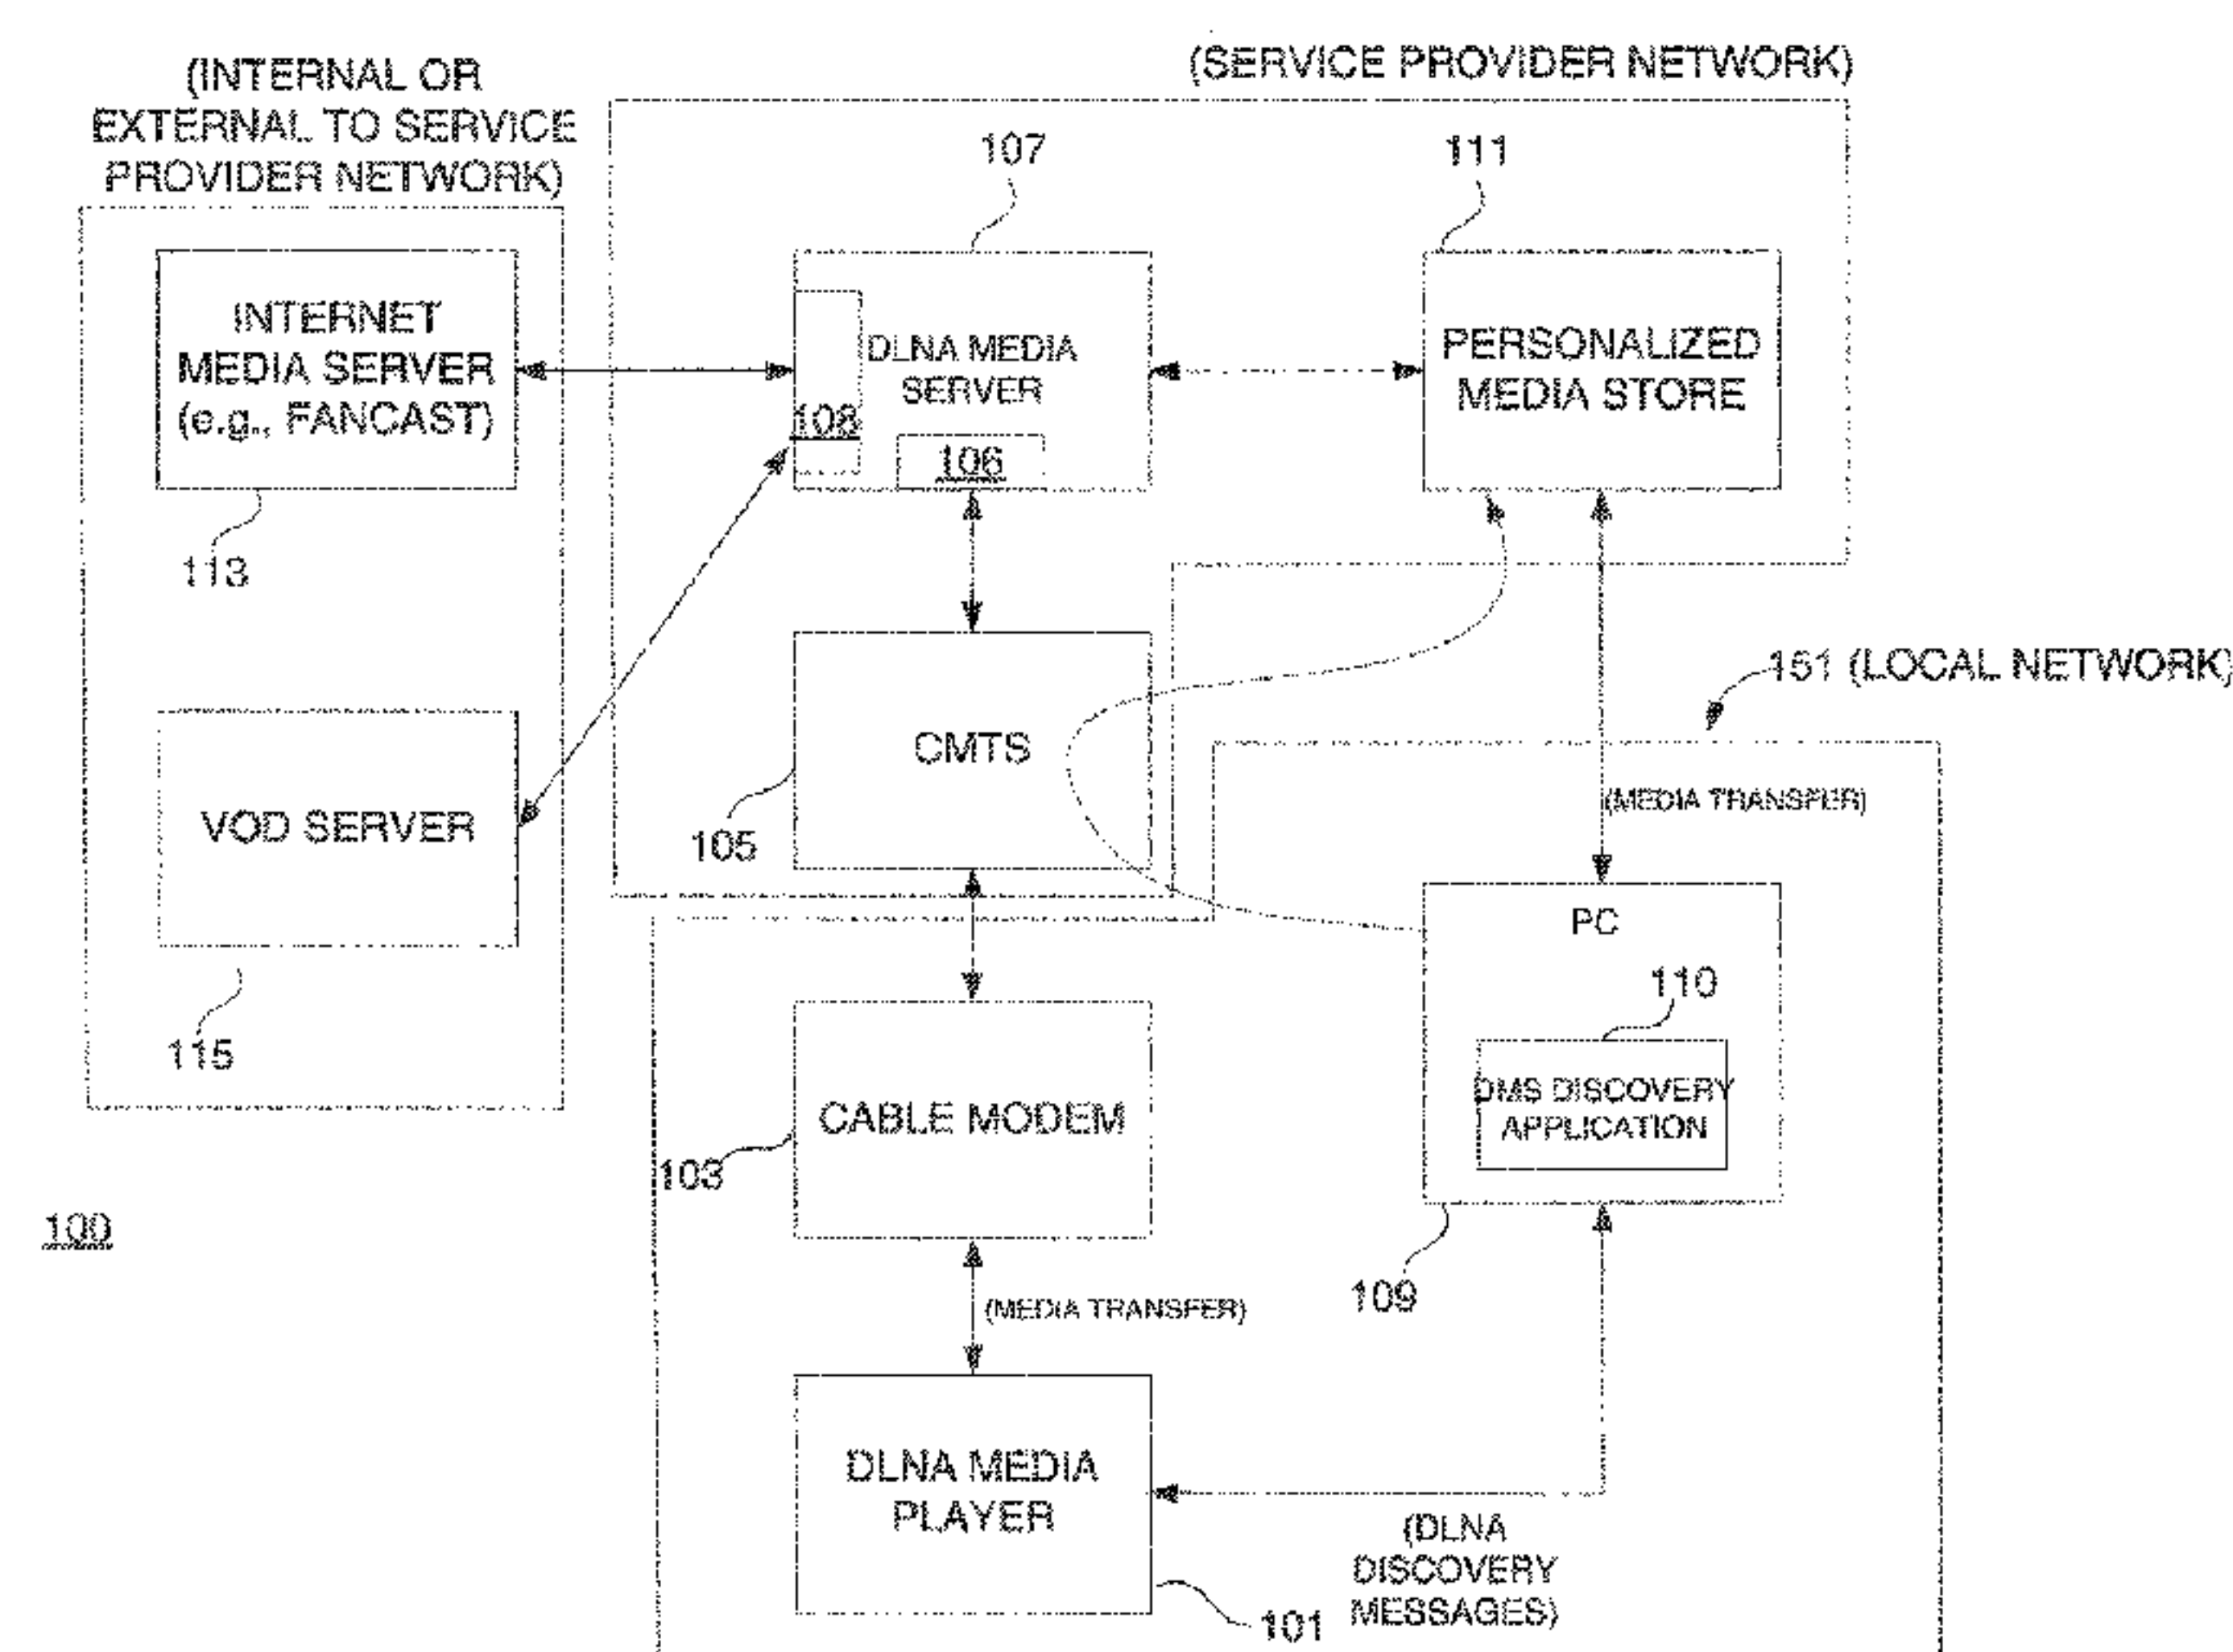 (INTERNAL OR
EXTERNAL TO SERVICE
PROVIDER NETWORK)
(SERVICE PROVIDER NETWORK)
107
111
INTERNET
MEDIA SERVER
(e.g., FANCAST)
113
DLNA MEDIA
SERVER
108
106
PERSONALIZED
MEDIA STORE
151 (LOCAL NETWORK)
CMTS
105
VOD SERVER
115
(MEDIA TRANSFER)
PC
110
DMS DISCOVERY
APPLICATION
109
CABLE MODEM
103
100
(MEDIA TRANSFER)
DLNA MEDIA
PLAYER
101
(DLNA
DISCOVERY
MESSAGES)